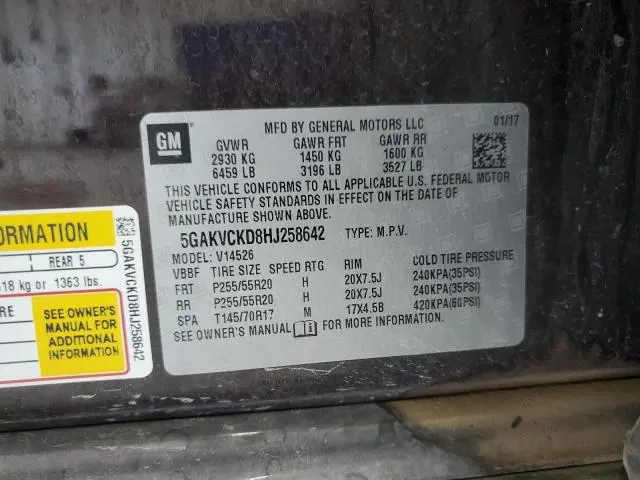 GM
MFD BY GENERAL MOTORS LLC 01/17
GVWR GAWR FRT GAWR RR
2930 KG 1450 KG 1600 KG
6459 LB 3196 LB 3527 LB
THIS VEHICLE CONFORMS TO ALL APPLICABLE U.S. FEDERAL MOTOR
VEHICLE SAFETY STANDARDS IN EFFECT ON THE DATE OF
MANUFACTURE SHOWN ABOVE.
5GAKVCKD8HJ258642 TYPE: M.P.V.
MODEL: V14526
VBBF TIRE SIZE SPEED RTG RIM COLD TIRE PRESSURE
FRT P255/55R20 H 20X7.5J 240KPA(35PSI)
RR P255/55R20 H 20X7.5J 240KPA(35PSI)
SPA T145/70R17 M 17X4.5B 420KPA(60PSI)
SEE OWNER'S MANUAL FOR MORE INFORMATION.
ORMATION
REAR 5
618 kg or 1363 lbs.
SEE OWNER'S
MANUAL FOR
ADDITIONAL
INFORMATION
5GAKVCKD8HJ258642